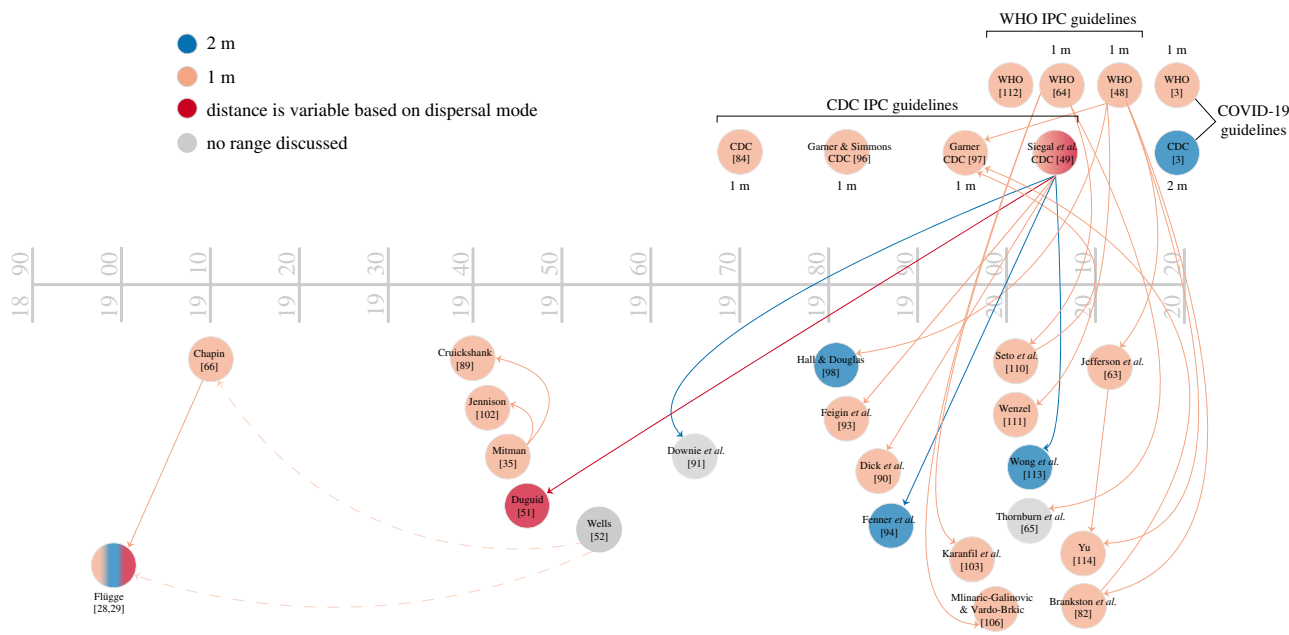 WHO IPC guidelines
2 m
1 m
distance is variable based on dispersal mode
no range discussed
1 m
1 m
1 m
WHO
[112]
WHO
[64]
WHO
[48]
WHO
[3]
COVID-19
guidelines
CDC IPC guidelines
CDC
[84]
1 m
Garner & Simmons
CDC [96]
1 m
Garner
CDC [97]
1 m
Siegal et al.
CDC [49]
CDC
[3]
2 m
18 90
19 00
19 10
19 20
19 30
19 40
19 50
19 60
19 70
19 80
19 90
20 00
20 10
20 20
Chapin
[66]
Cruickshank
[89]
Jennison
[102]
Mitman
[35]
Duguid
[51]
Wells
[52]
Flügge
[28,29]
Downie et al.
[91]
Hall & Douglas
[98]
Feigin et al.
[93]
Dick et al.
[90]
Fenner et al.
[94]
Karanfil et al.
[103]
Mlinaric-Galinovic
& Vardo-Brkic
[106]
Seto et al.
[110]
Wenzel
[111]
Wong et al.
[113]
Thornburn et al.
[65]
Jefferson et al.
[63]
Yu
[114]
Brankston et al.
[82]